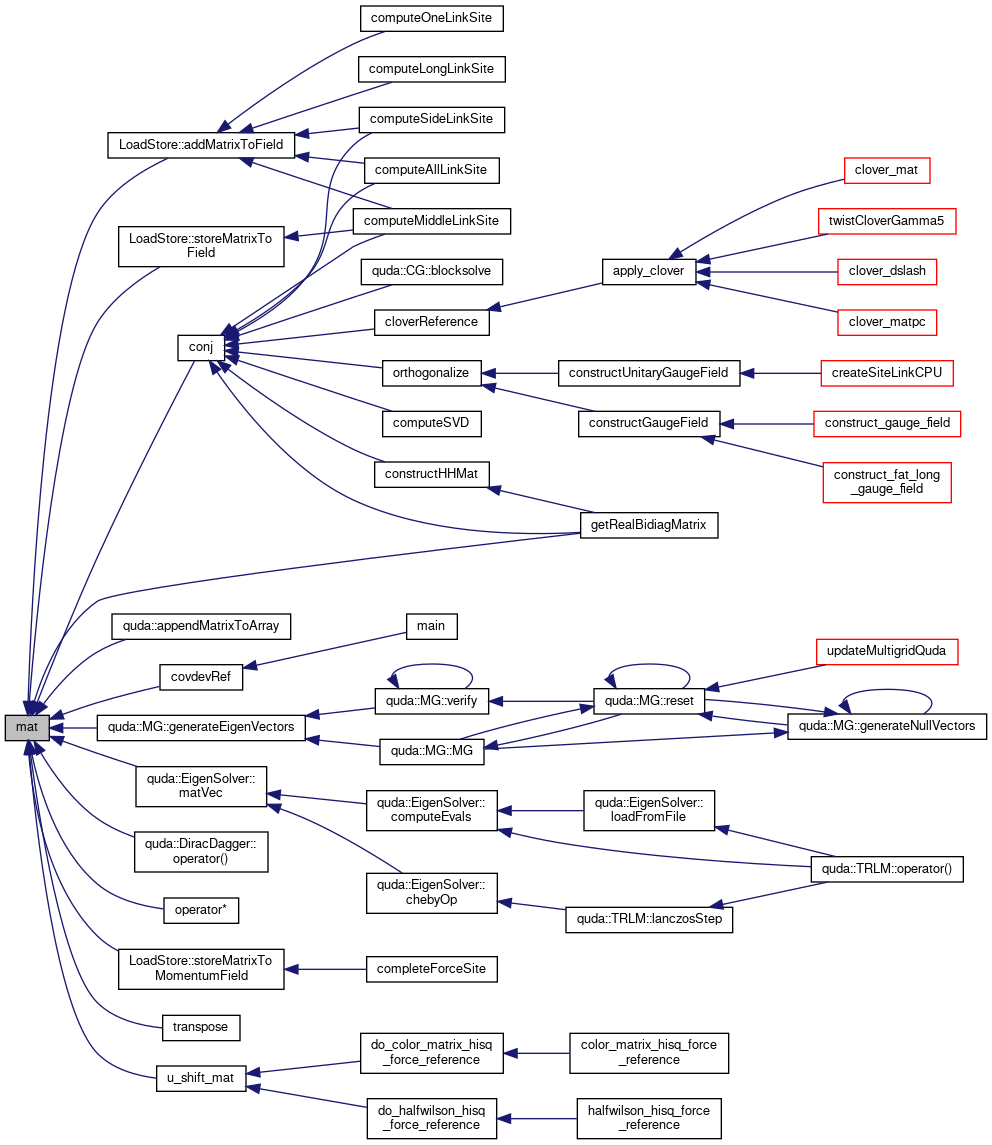 computeOneLinkSite
computeLongLinkSite
computeSideLinkSite
LoadStore::addMatrixToField
computeAllLinkSite
clover_mat
computeMiddleLinkSite
twistCloverGamma5
LoadStore::storeMatrixTo
Field
quda::CG::blocksolve
apply_clover
clover_dslash
cloverReference
clover_matpc
conj
orthogonalize
constructUnitaryGaugeField
createSiteLinkCPU
computeSVD
constructGaugeField
construct_gauge_field
constructHHMat
construct_fat_long
_gauge_field
getRealBidiagMatrix
quda::appendMatrixToArray
main
covdevRef
updateMultigridQuda
mat
quda::MG::generateEigenVectors
quda::MG::verify
quda::MG::reset
quda::MG::generateNullVectors
quda::MG::MG
quda::EigenSolver::
matVec
quda::EigenSolver::
computeEvals
quda::EigenSolver::
loadFromFile
quda::DiracDagger::
operator()
quda::TRLM::operator()
quda::EigenSolver::
chebyOp
operator*
quda::TRLM::lanczosStep
LoadStore::storeMatrixTo
MomentumField
completeForceSite
transpose
do_color_matrix_hisq
_force_reference
color_matrix_hisq_force
_reference
u_shift_mat
do_halfwilson_hisq
_force_reference
halfwilson_hisq_force
_reference